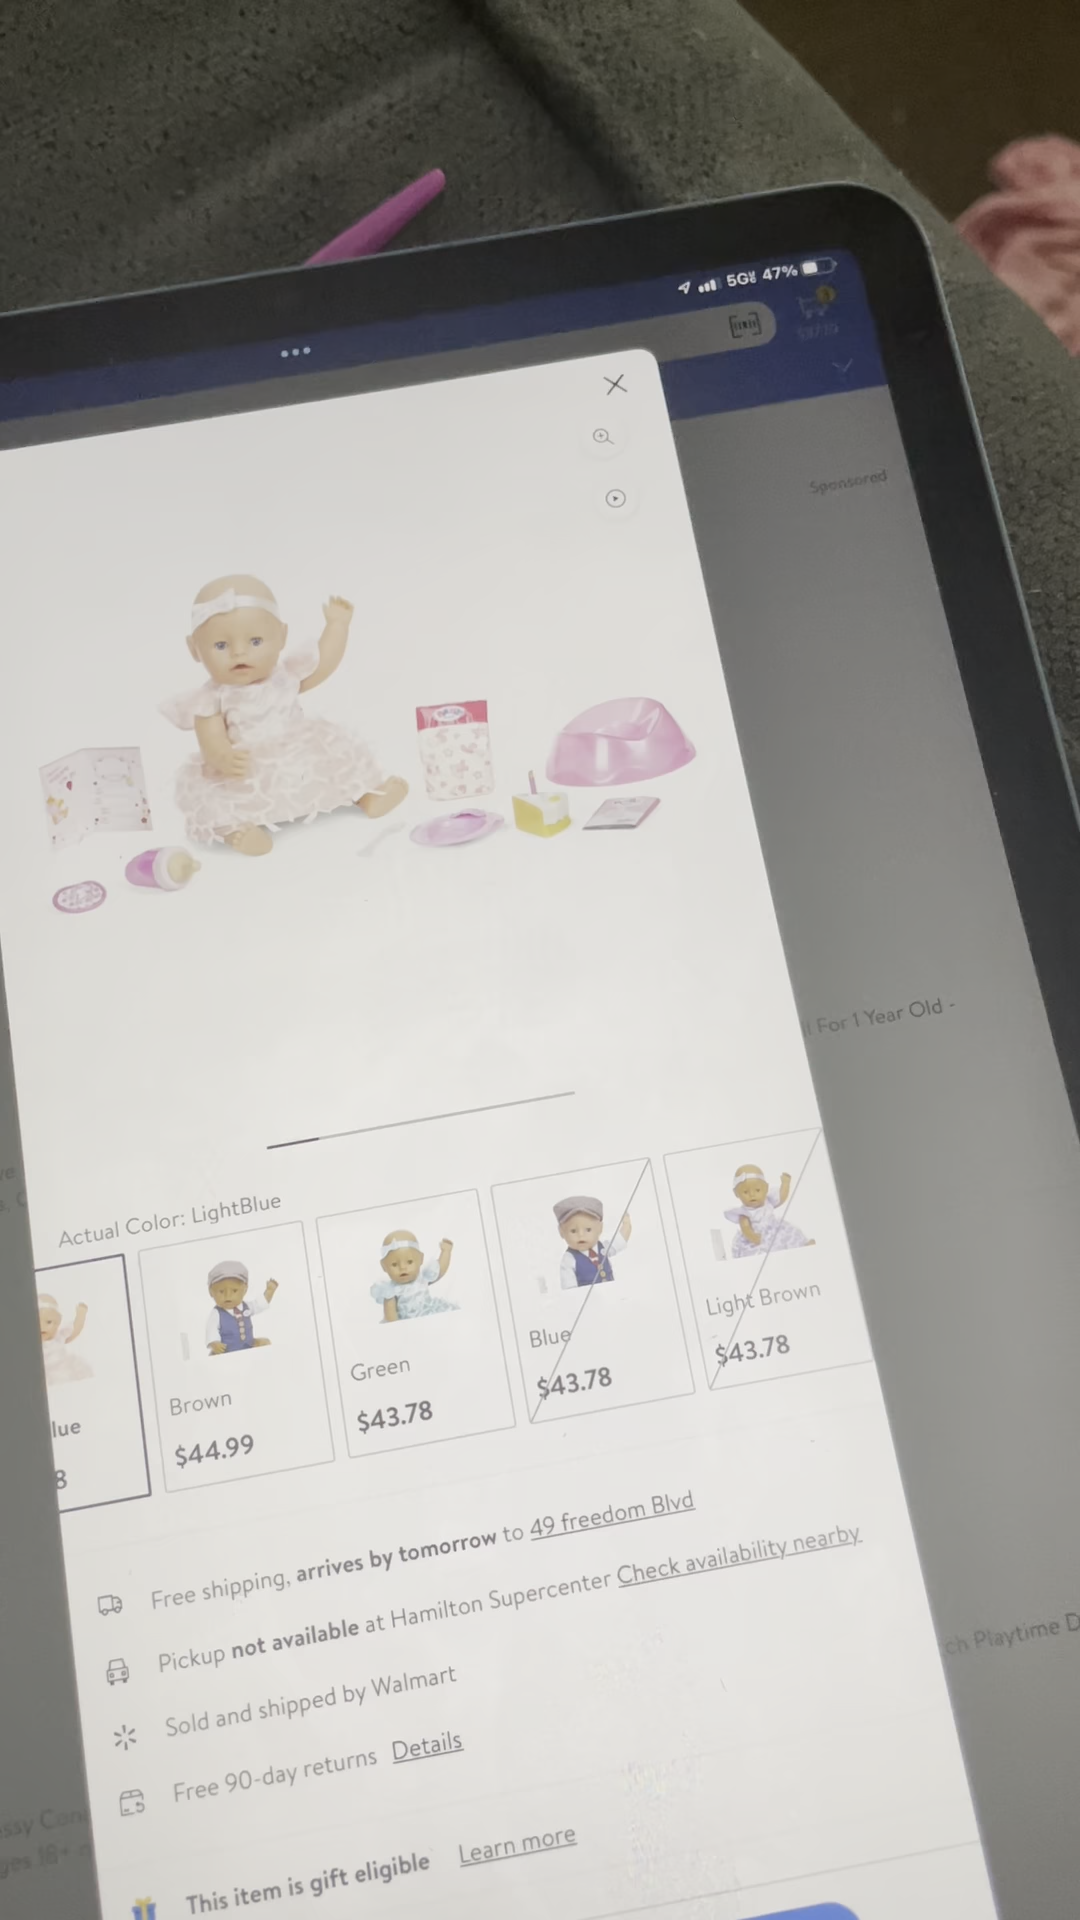 5G 47%
Sponsored
For 1 Year Old -
Actual Color: LightBlue
lue
8
Brown
$44.99
Green
$43.78
Blue
$43.78
Light Brown
$43.78
Free shipping, arrives by tomorrow to 49 freedom Blvd
Pickup not available at Hamilton Supercenter Check availability nearby
Sold and shipped by Walmart
Free 90-day returns Details
This item is gift eligible Learn more
ch Playtime D